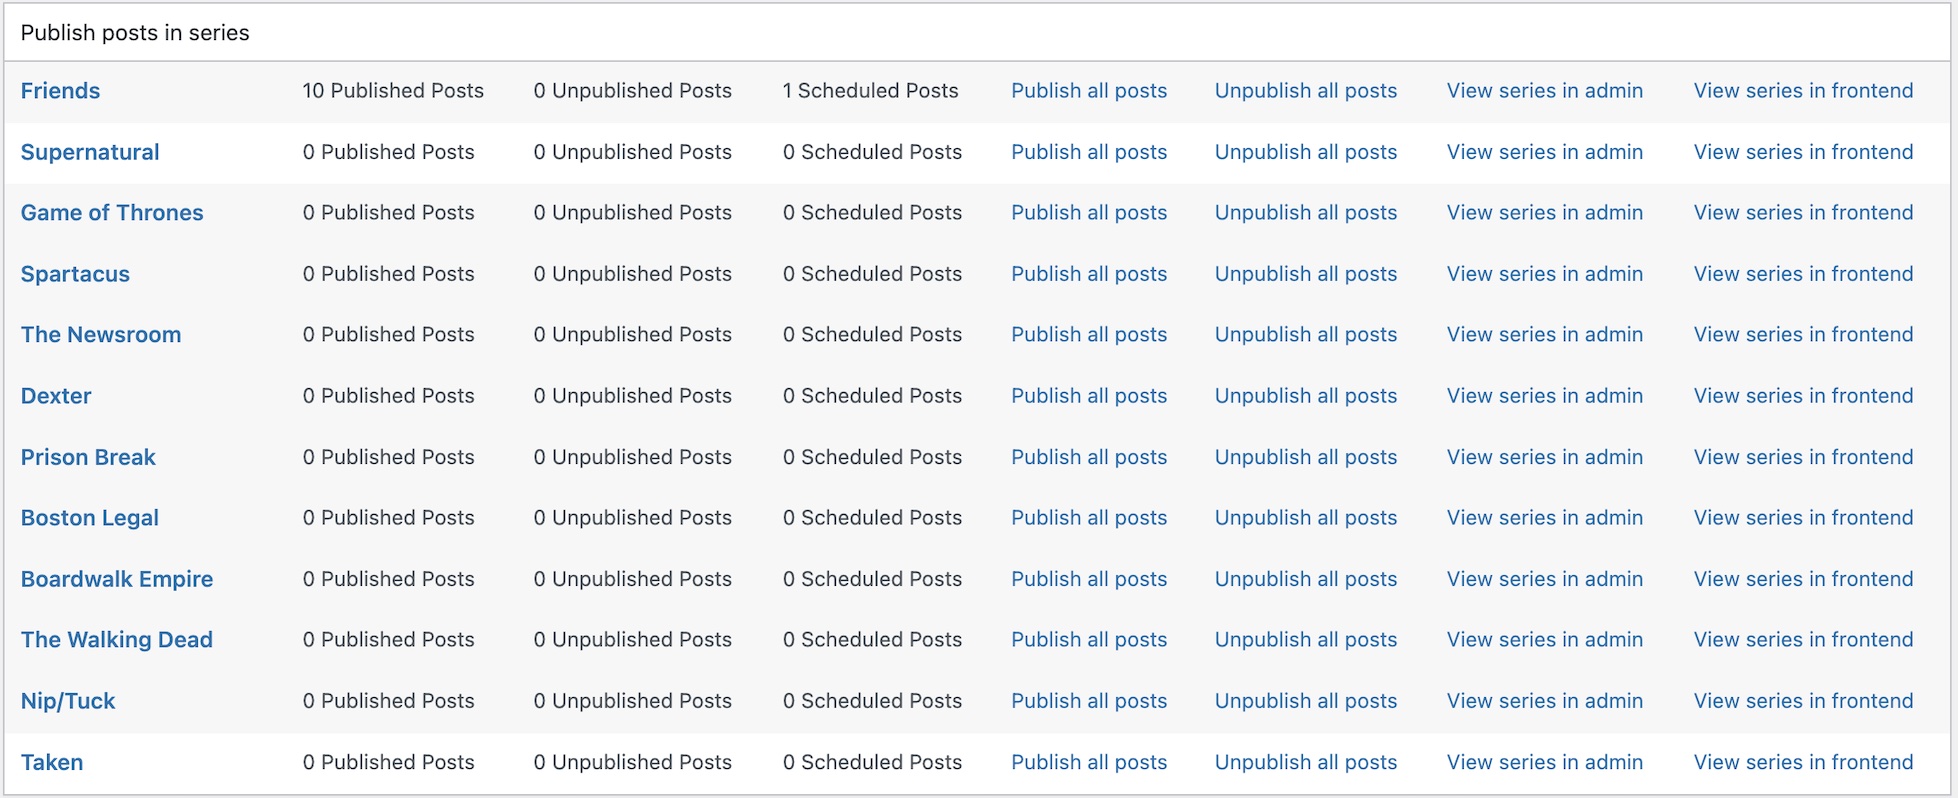 Publish posts in series
Friends 10 Published Posts 0 Unpublished Posts 1 Scheduled Posts Publish all posts Unpublish all posts View series in admin View series in frontend
Supernatural 0 Published Posts 0 Unpublished Posts 0 Scheduled Posts Publish all posts Unpublish all posts View series in admin View series in frontend
Game of Thrones 0 Published Posts 0 Unpublished Posts 0 Scheduled Posts Publish all posts Unpublish all posts View series in admin View series in frontend
Spartacus 0 Published Posts 0 Unpublished Posts 0 Scheduled Posts Publish all posts Unpublish all posts View series in admin View series in frontend
The Newsroom 0 Published Posts 0 Unpublished Posts 0 Scheduled Posts Publish all posts Unpublish all posts View series in admin View series in frontend
Dexter 0 Published Posts 0 Unpublished Posts 0 Scheduled Posts Publish all posts Unpublish all posts View series in admin View series in frontend
Prison Break 0 Published Posts 0 Unpublished Posts 0 Scheduled Posts Publish all posts Unpublish all posts View series in admin View series in frontend
Boston Legal 0 Published Posts 0 Unpublished Posts 0 Scheduled Posts Publish all posts Unpublish all posts View series in admin View series in frontend
Boardwalk Empire 0 Published Posts 0 Unpublished Posts 0 Scheduled Posts Publish all posts Unpublish all posts View series in admin View series in frontend
The Walking Dead 0 Published Posts 0 Unpublished Posts 0 Scheduled Posts Publish all posts Unpublish all posts View series in admin View series in frontend
Nip/Tuck 0 Published Posts 0 Unpublished Posts 0 Scheduled Posts Publish all posts Unpublish all posts View series in admin View series in frontend
Taken 0 Published Posts 0 Unpublished Posts 0 Scheduled Posts Publish all posts Unpublish all posts View series in admin View series in frontend